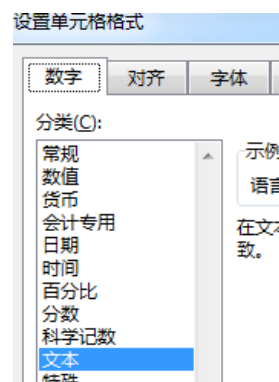 设置单元格格式
数字 对齐 字体
分类(C):
常规
数值
货币
会计专用
日期
时间
百分比
分数
科学记数
文本
特殊
示例
语言
在文本
致。